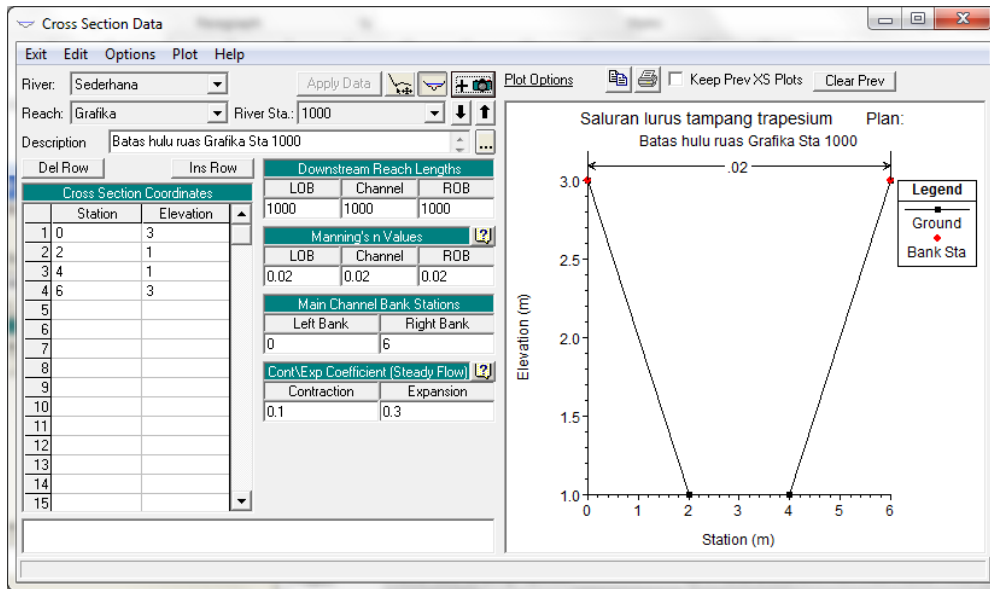 Cross Section Data
Exit Edit Options Plot Help
River: Sederhana Apply Data
Reach: Grafika River Sta.: 1000
Description Batas hulu ruas Grafika Sta 1000 ...
Del Row Ins Row
Cross Section Coordinates
Station Elevation
1 0 3
2 2 1
3 4 1
4 6 3
5
6
7
8
9
10
11
12
13
14
15
Downstream Reach Lengths
LOB Channel ROB
1000 1000 1000
Manning's n Values
LOB Channel ROB
0.02 0.02 0.02
Main Channel Bank Stations
Left Bank Right Bank
0 6
Cont\Exp Coefficient (Steady Flow)
Contraction Expansion
0.1 0.3
Plot Options Keep Prev XS Plots Clear Prev
Saluran lurus tampang trapesium Plan:
Batas hulu ruas Grafika Sta 1000
.02
3.0
2.5
2.0
1.5
1.0
Elevation (m)
0 1 2 3 4 5 6
Station (m)
Legend
Ground
Bank Sta